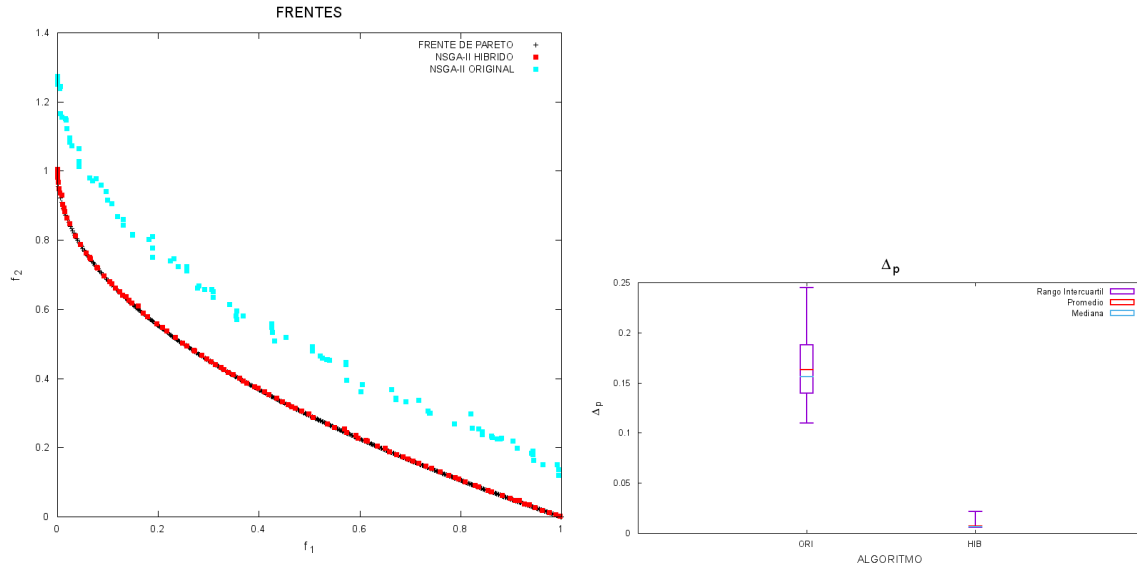 FRENTES
FRENTE DE PARETO
NSGA-II HIBRIDO
NSGA-II ORIGINAL
1.4
1.2
1
0.8
0.6
0.4
0.2
0
f2
0 0.2 0.4 0.6 0.8 1
f1
Δp
Rango Intercuartil
Promedio
Mediana
0.25
0.2
0.15
0.1
0.05
0
Δp
ORI HIB
ALGORITMO